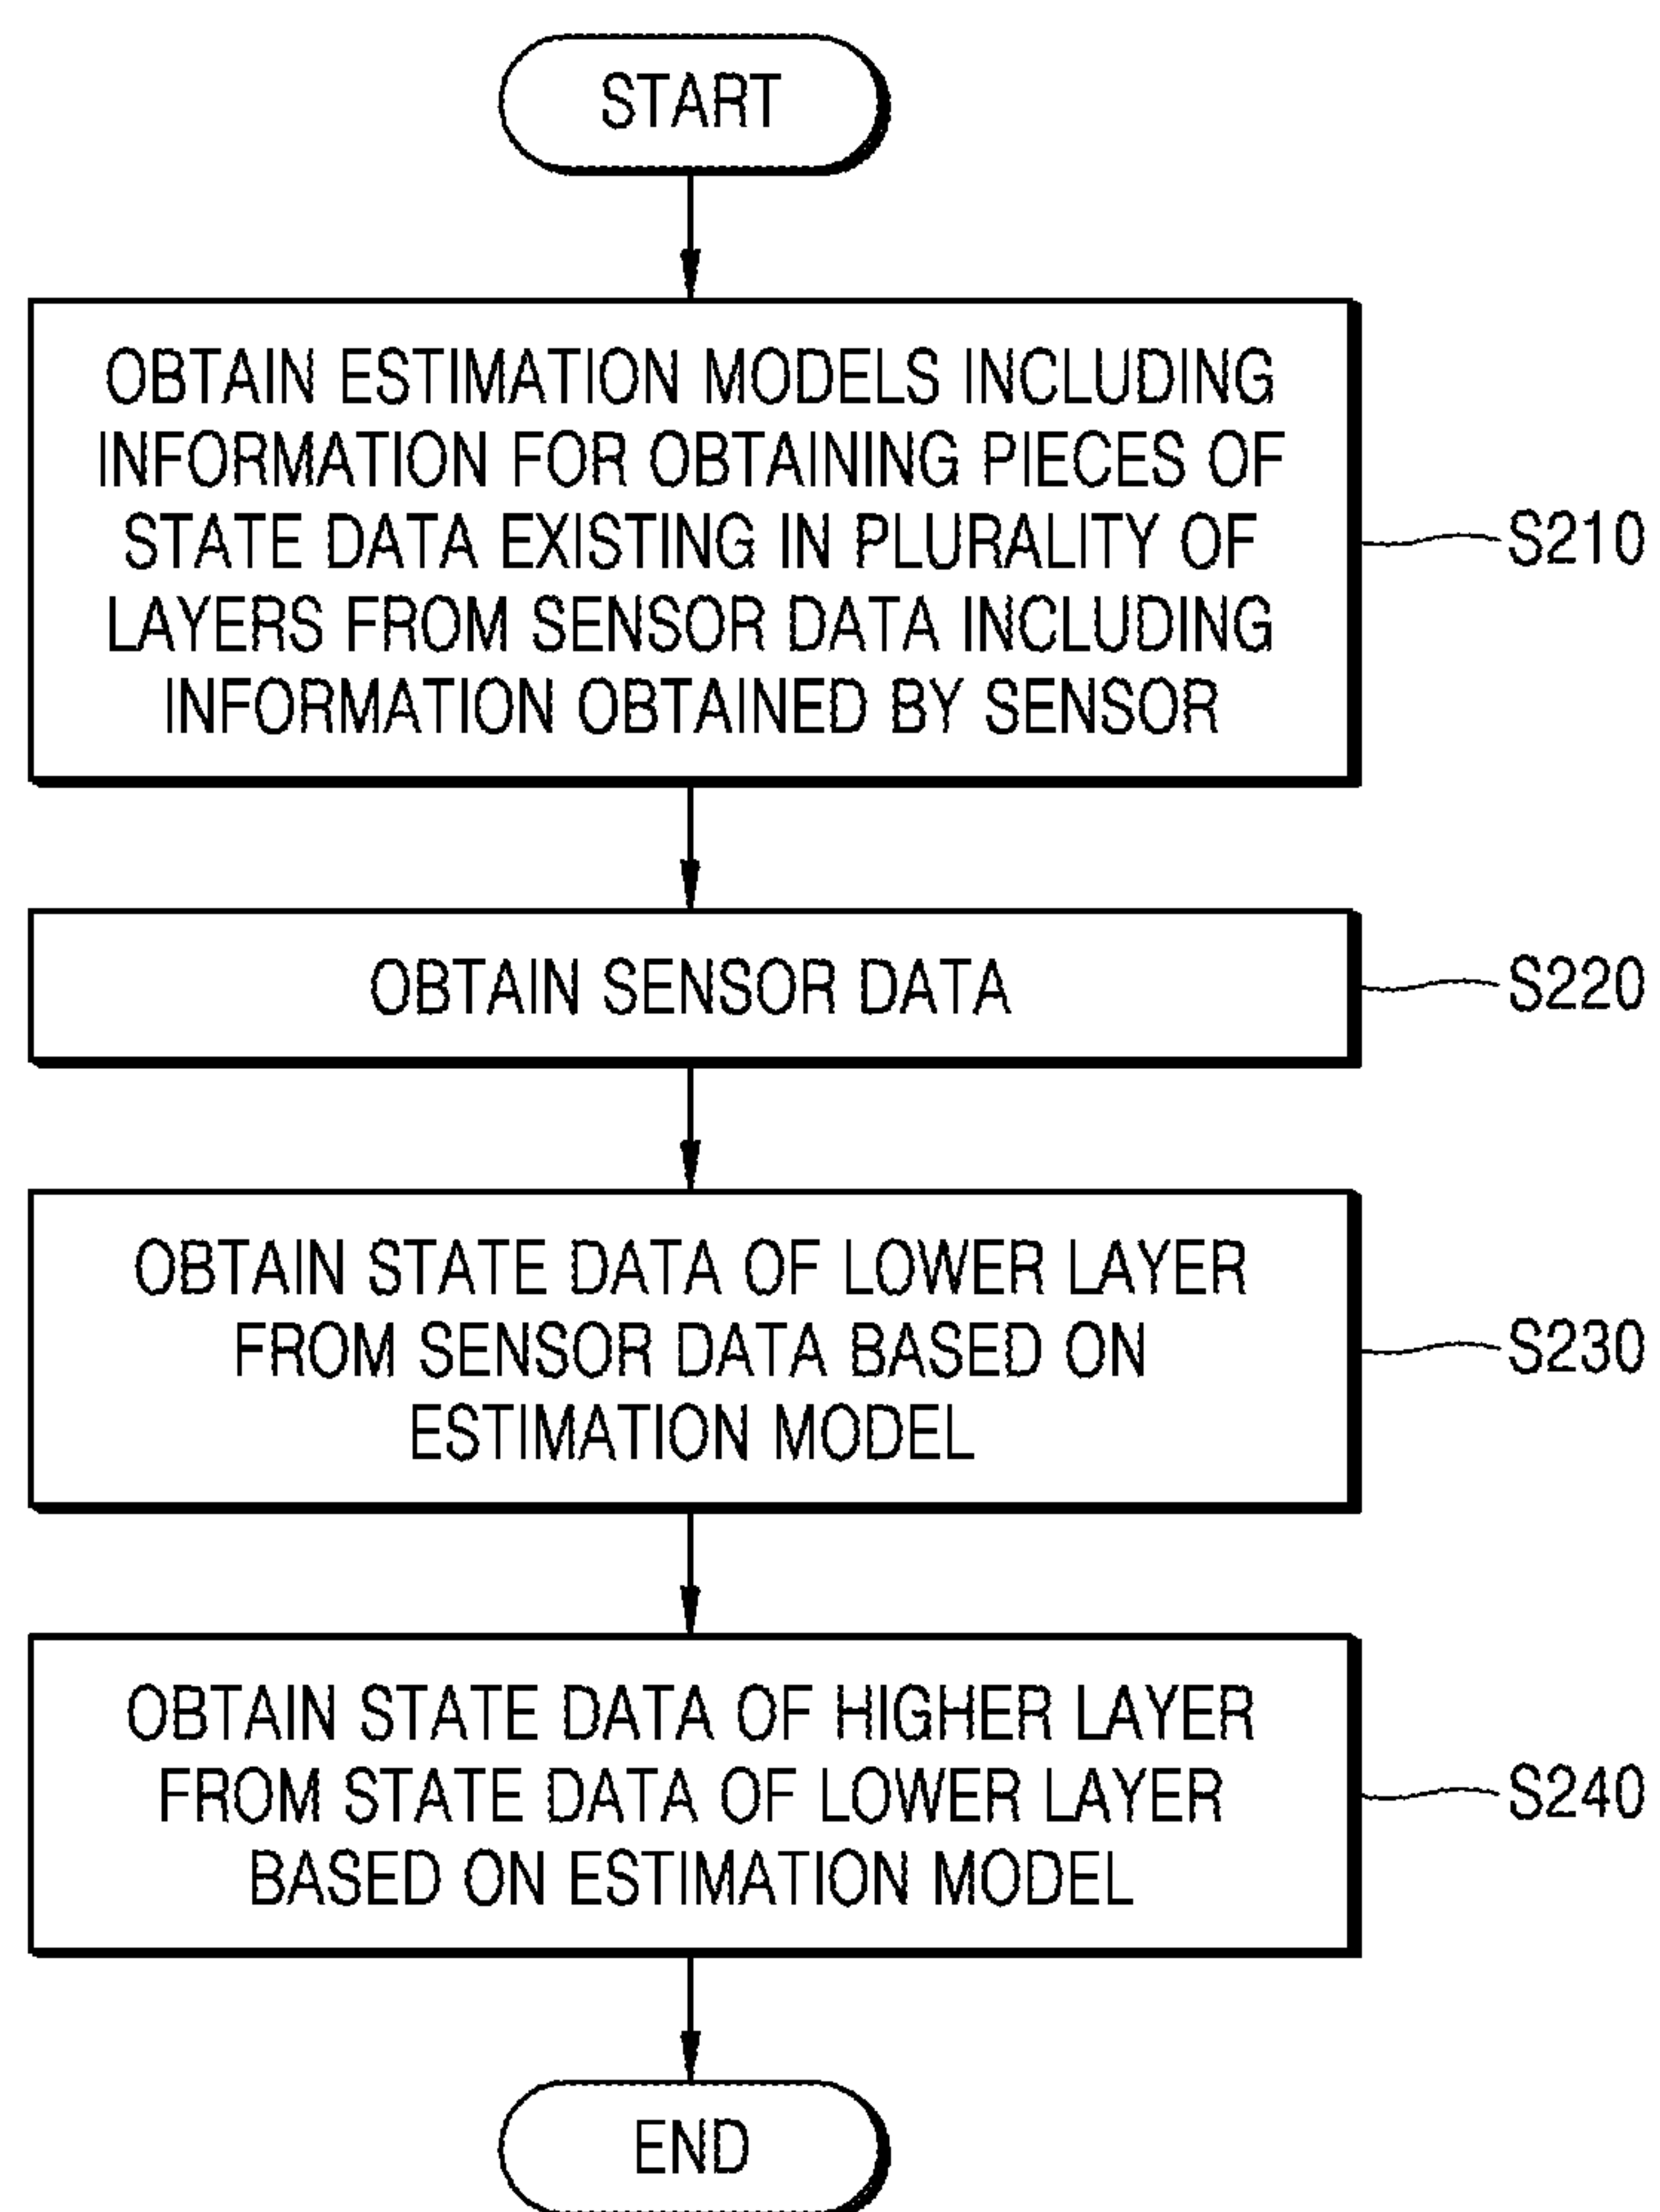 START
OBTAIN ESTIMATION MODELS INCLUDING
INFORMATION FOR OBTAINING PIECES OF
STATE DATA EXISTING IN PLURALITY OF
LAYERS FROM SENSOR DATA INCLUDING
INFORMATION OBTAINED BY SENSOR
S210
OBTAIN SENSOR DATA
S220
OBTAIN STATE DATA OF LOWER LAYER
FROM SENSOR DATA BASED ON
ESTIMATION MODEL
S230
OBTAIN STATE DATA OF HIGHER LAYER
FROM STATE DATA OF LOWER LAYER
BASED ON ESTIMATION MODEL
S240
END